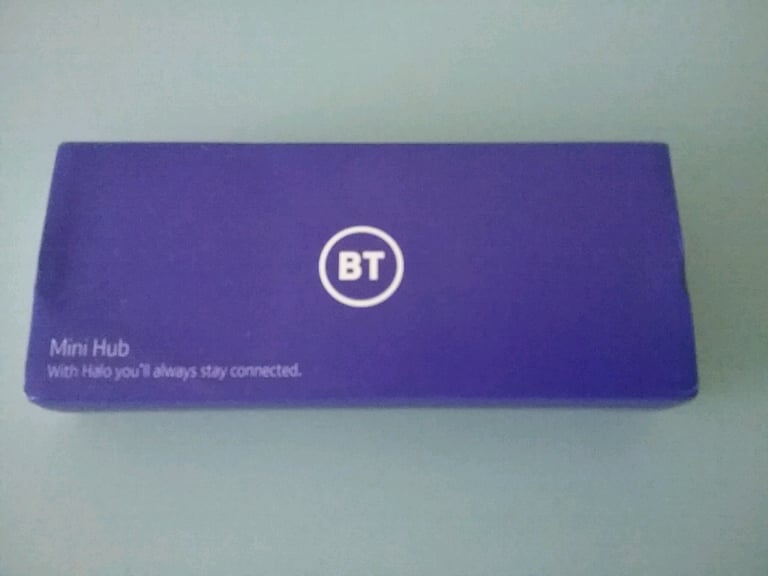 BT
Mini Hub
With Halo you'll always stay connected.